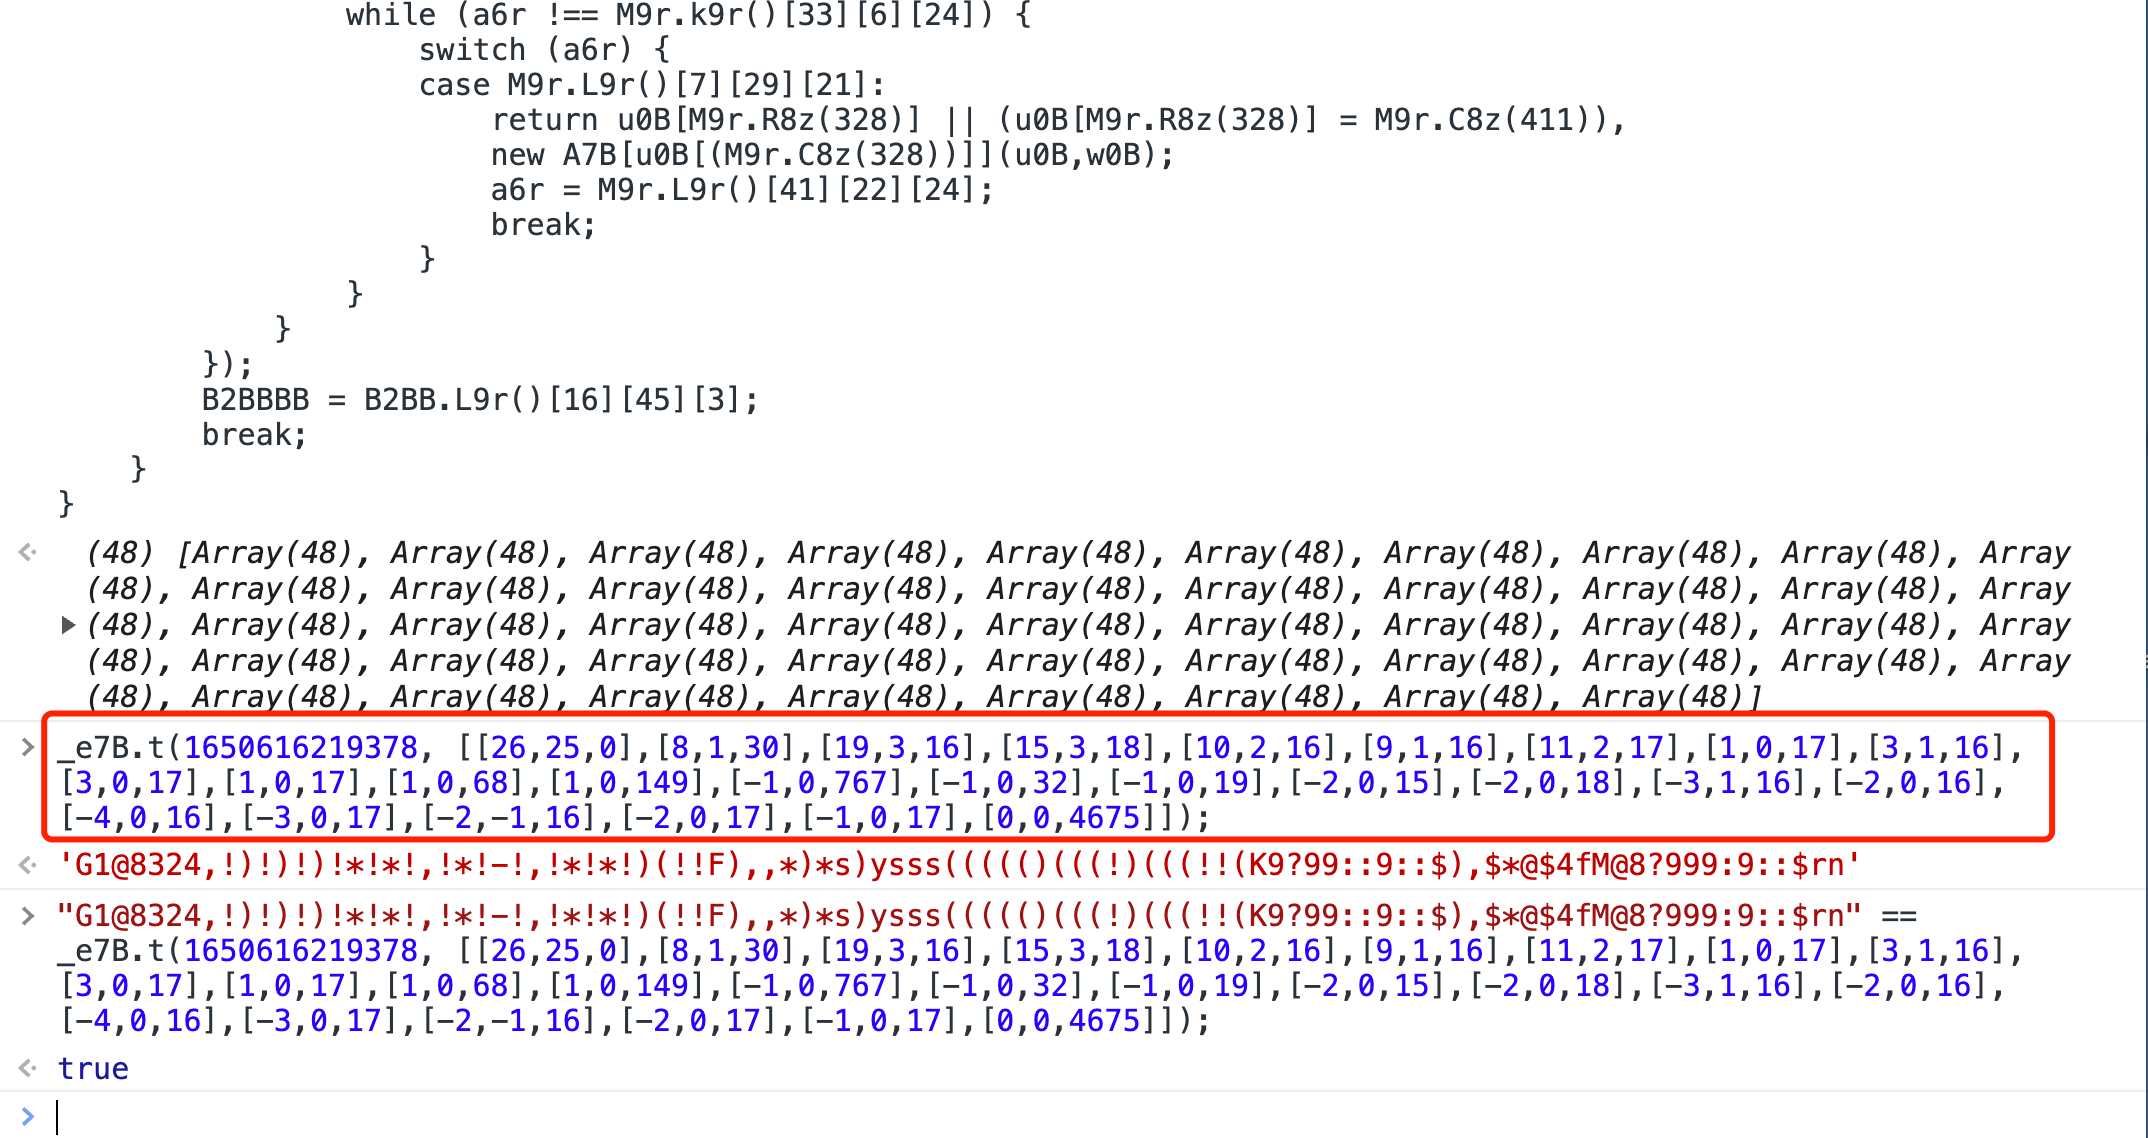 while (a6r !== M9r.k9r()[33][6][24]) {
switch (a6r) {
case M9r.L9r()[7][29][21]:
return u0B[M9r.R8z(328)] || (u0B[M9r.R8z(328)] = M9r.C8z(411)),
new A7B[u0B[(M9r.C8z(328))]](u0B,w0B);
a6r = M9r.L9r()[41][22][24];
break;
}
}
}
});
B2BBBB = B2BB.L9r()[16][45][3];
break;
}
}
(48) [Array(48), Array(48), Array(48), Array(48), Array(48), Array(48), Array(48), Array(48), Array(48), Array
(48), Array(48), Array(48), Array(48), Array(48), Array(48), Array(48), Array(48), Array(48), Array
(48), Array(48), Array(48), Array(48), Array(48), Array(48), Array(48), Array(48), Array(48), Array
(48), Array(48), Array(48), Array(48), Array(48), Array(48), Array(48), Array(48), Array(48), Array
(48), Array(48), Array(48), Array(48), Array(48), Array(48), Array(48), Array(48)]
_e7B.t(1650616219378, [[26,25,0],[8,1,30],[19,3,16],[15,3,18],[10,2,16],[9,1,16],[11,2,17],[1,0,17],[3,1,16],
[3,0,17],[1,0,17],[1,0,68],[1,0,149],[-1,0,767],[-1,0,32],[-1,0,19],[-2,0,15],[-2,0,18],[-3,1,16],[-2,0,16],
[-4,0,16],[-3,0,17],[-2,-1,16],[-2,0,17],[-1,0,17],[0,0,4675]]);
'G1@8324,!)!)!)!*!*!,!*!-!,!*!*!)(!!F),,*)*s)ysss((((()(((!)(((!!(K9?99::9::$),$*@$4fM@8?999:9::$rn'
"G1@8324,!)!)!)!*!*!,!*!-!,!*!*!)(!!F),,*)*s)ysss((((()(((!)(((!!(K9?99::9::$),$*@$4fM@8?999:9::$rn" ==
_e7B.t(1650616219378, [[26,25,0],[8,1,30],[19,3,16],[15,3,18],[10,2,16],[9,1,16],[11,2,17],[1,0,17],[3,1,16],
[3,0,17],[1,0,17],[1,0,68],[1,0,149],[-1,0,767],[-1,0,32],[-1,0,19],[-2,0,15],[-2,0,18],[-3,1,16],[-2,0,16],
[-4,0,16],[-3,0,17],[-2,-1,16],[-2,0,17],[-1,0,17],[0,0,4675]]);
true